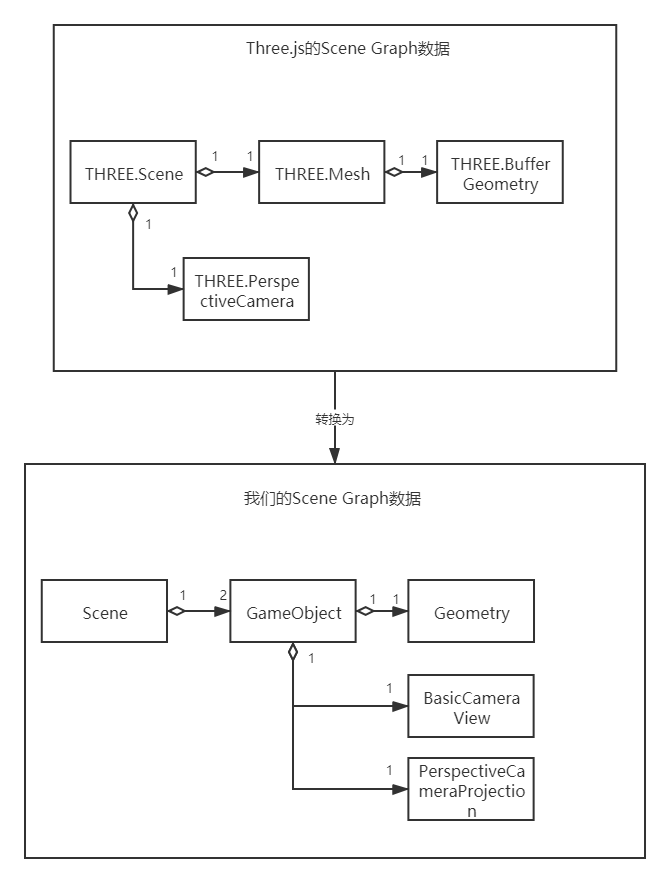 Three.js的Scene Graph数据
THREE.Scene
1
1
THREE.Mesh
1
1
THREE.Buffer
Geometry
1
1
THREE.Perspe
ctiveCamera
转换为
我们的Scene Graph数据
Scene
1
2
GameObject
1
1
Geometry
1
1
BasicCamera
View
1
PerspectiveCa
meraProjectio
n